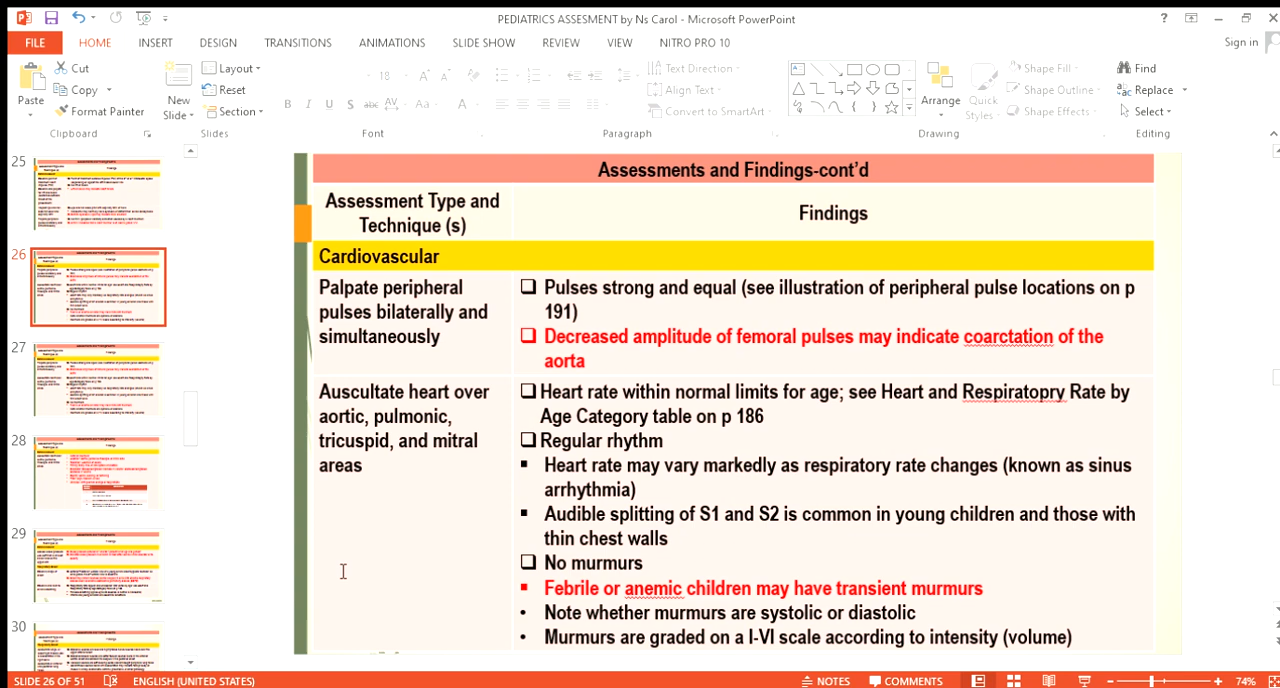 PEDIATRICS ASSESMENT by Ns Carol - Microsoft PowerPoint
FILE HOME INSERT DESIGN TRANSITIONS ANIMATIONS SLIDE SHOW REVIEW VIEW NITRO PRO 10 Sign in
Paste
Cut
Copy
Format Painter
Clipboard
New Slide
Layout
Reset
Section
Slides
18
Font
Text Direction
Align Text
Convert to SmartArt
Paragraph
Arrange
Quick Styles
Shape Fill
Shape Outline
Shape Effects
Drawing
Find
Replace
Select
Editing
25
26
27
28
29
30
Assessments and Findings-cont’d
Assessment Type and
Technique (s)
Findings
Cardiovascular
Palpate peripheral
pulses bilaterally and
simultaneously
Pulses strong and equal (see illustration of peripheral pulse locations on p
191)
Decreased amplitude of femoral pulses may indicate coarctation of the
aorta
Auscultate heart over
aortic, pulmonic,
tricuspid, and mitral
areas
Heart rate within normal limits for age; see Heart and Respiratopry Rate by
Age Category table on p 186
Regular rhythm
Heart rate may vary markedly as respiratory rate changes (known as sinus
arrhythmia)
Audible splitting of S1 and S2 is common in young children and those with
thin chest walls
No murmurs
Febrile or anemic children may have transient murmurs
Note whether murmurs are systolic or diastolic
Murmurs are graded on a I-VI scale according to intensity (volume)
SLIDE 26 OF 51 ENGLISH (UNITED STATES) NOTES COMMENTS 74%